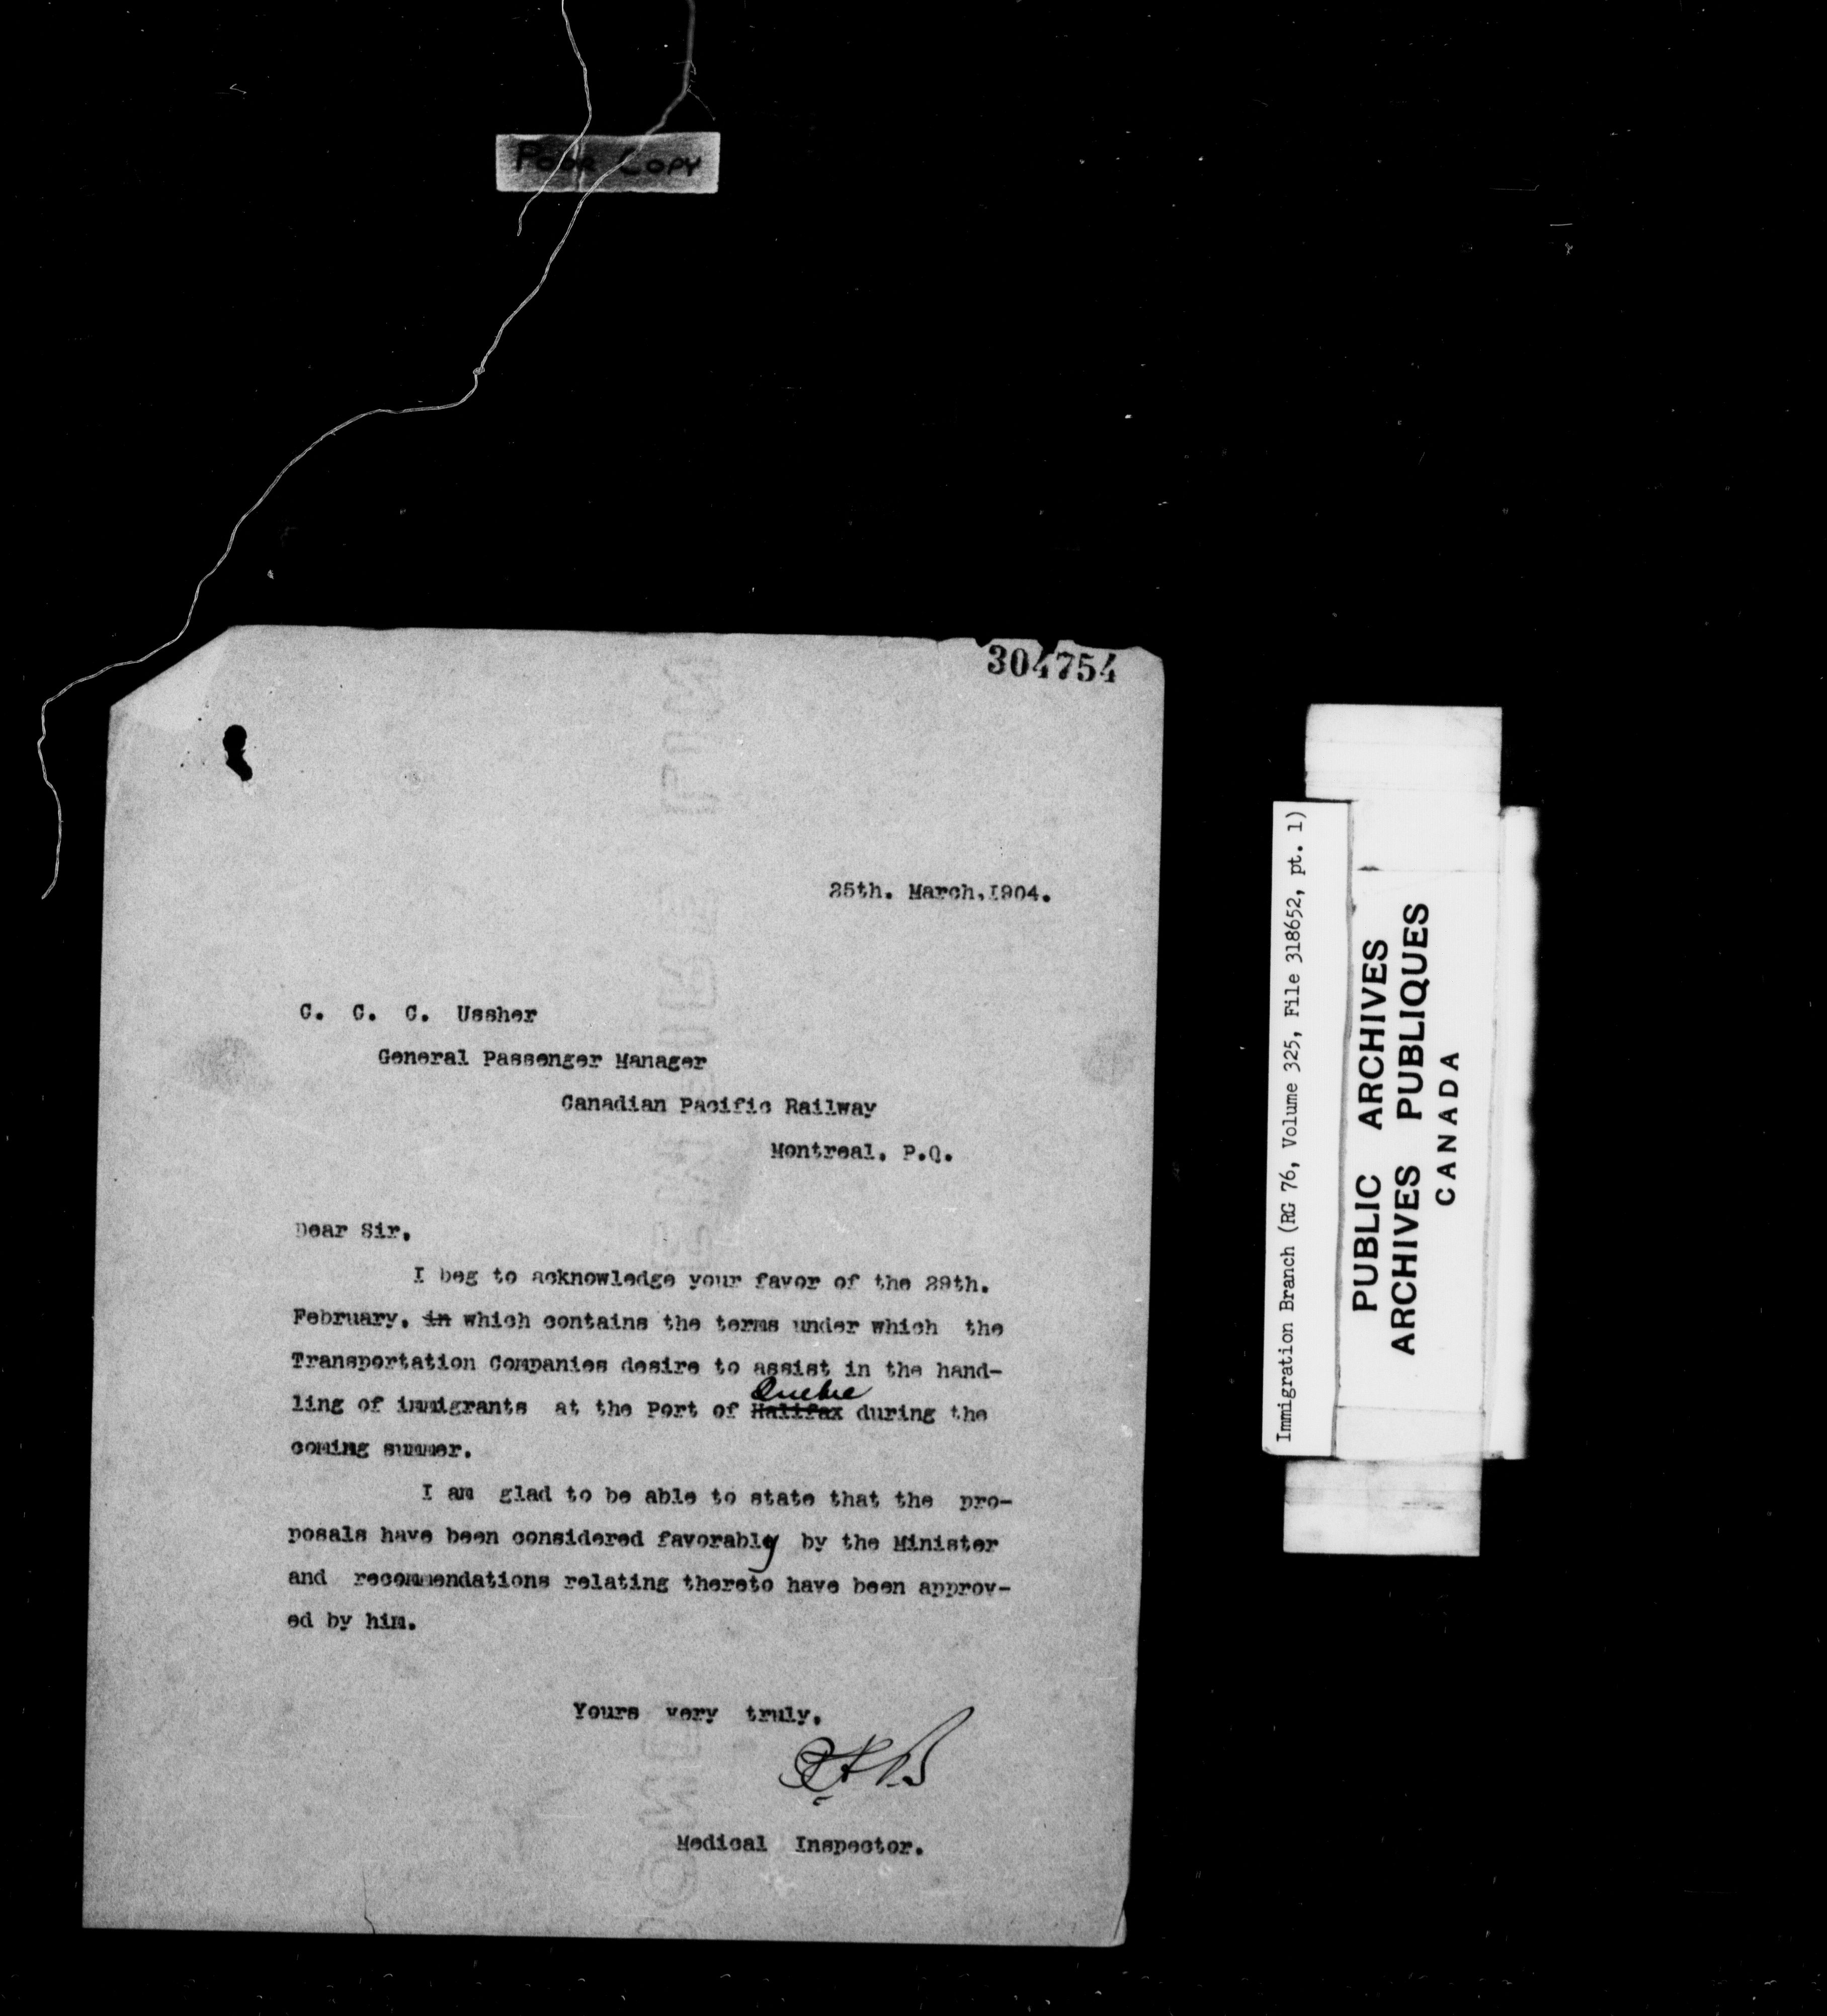 POOR COPY
304754
25th. March, 1904.
C. C. C. Ussher
General Passenger Manager
Canadian Pacific Railway
Montreal, P.Q.
Dear Sir,
I beg to acknowledge your favor of the 29th.
February, in which contains the terms under which the
Transportation Companies desire to assist in the hand-
Quebec
ling of immigrants at the Port of Halifax during the
coming summer.
I am glad to be able to state that the pro-
posals have been considered favorably by the Minister
and recommendations relating thereto have been approv-
ed by him.
Yours very truly,
Medical Inspector.
Immigration Branch (RG 76, Volume 325, File 318652, pt. 1)
PUBLIC ARCHIVES
ARCHIVES PUBLIQUES
CANADA